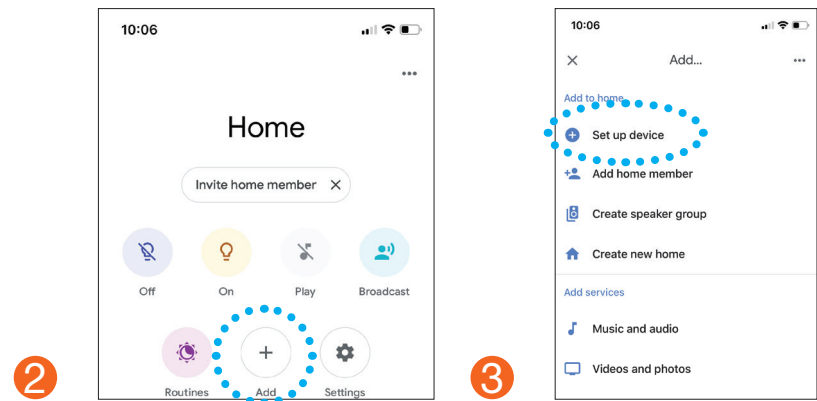 10:06
Home
Invite home member
Off On Play Broadcast
Routines Add Settings
2
10:06
Add...
Add to home
Set up device
Add home member
Create speaker group
Create new home
Add services
Music and audio
Videos and photos
3